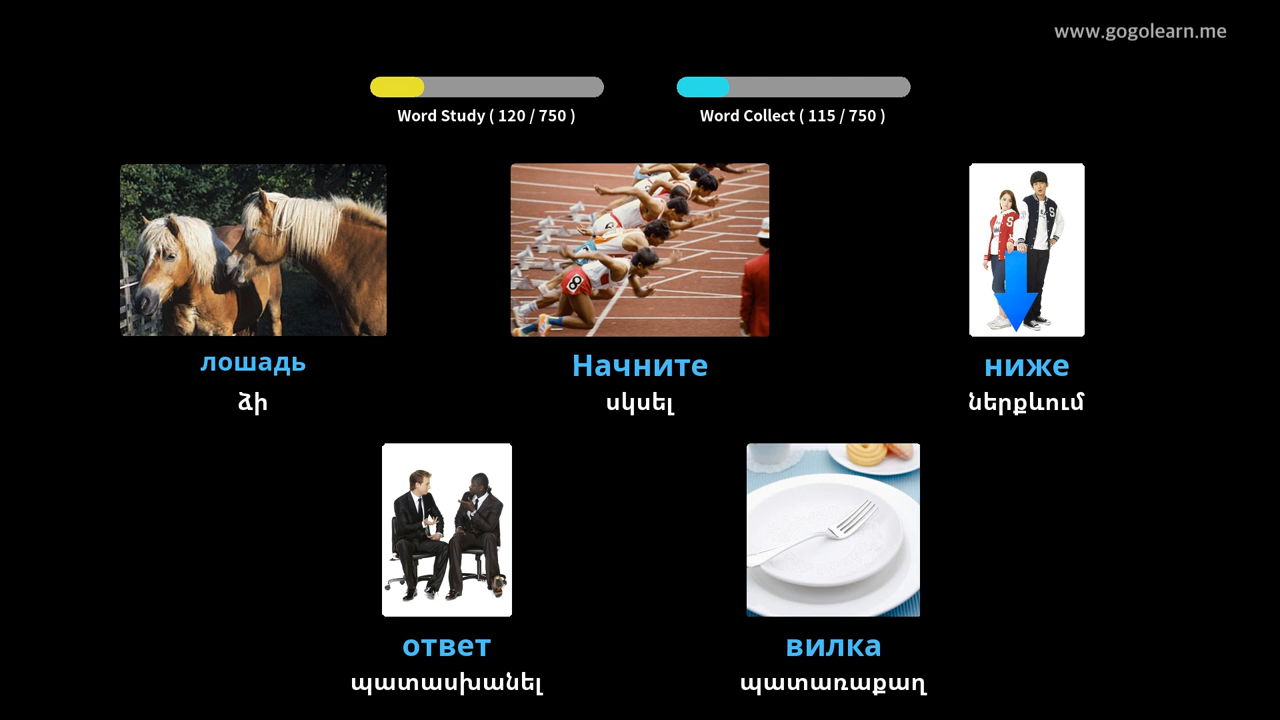 www.gogolearn.me
Word Study ( 120 / 750 )
Word Collect ( 115 / 750 )
лошадь
ձի
Начните
սկսել
ниже
ներքևում
ответ
պատասխանել
вилка
պատառաքաղ